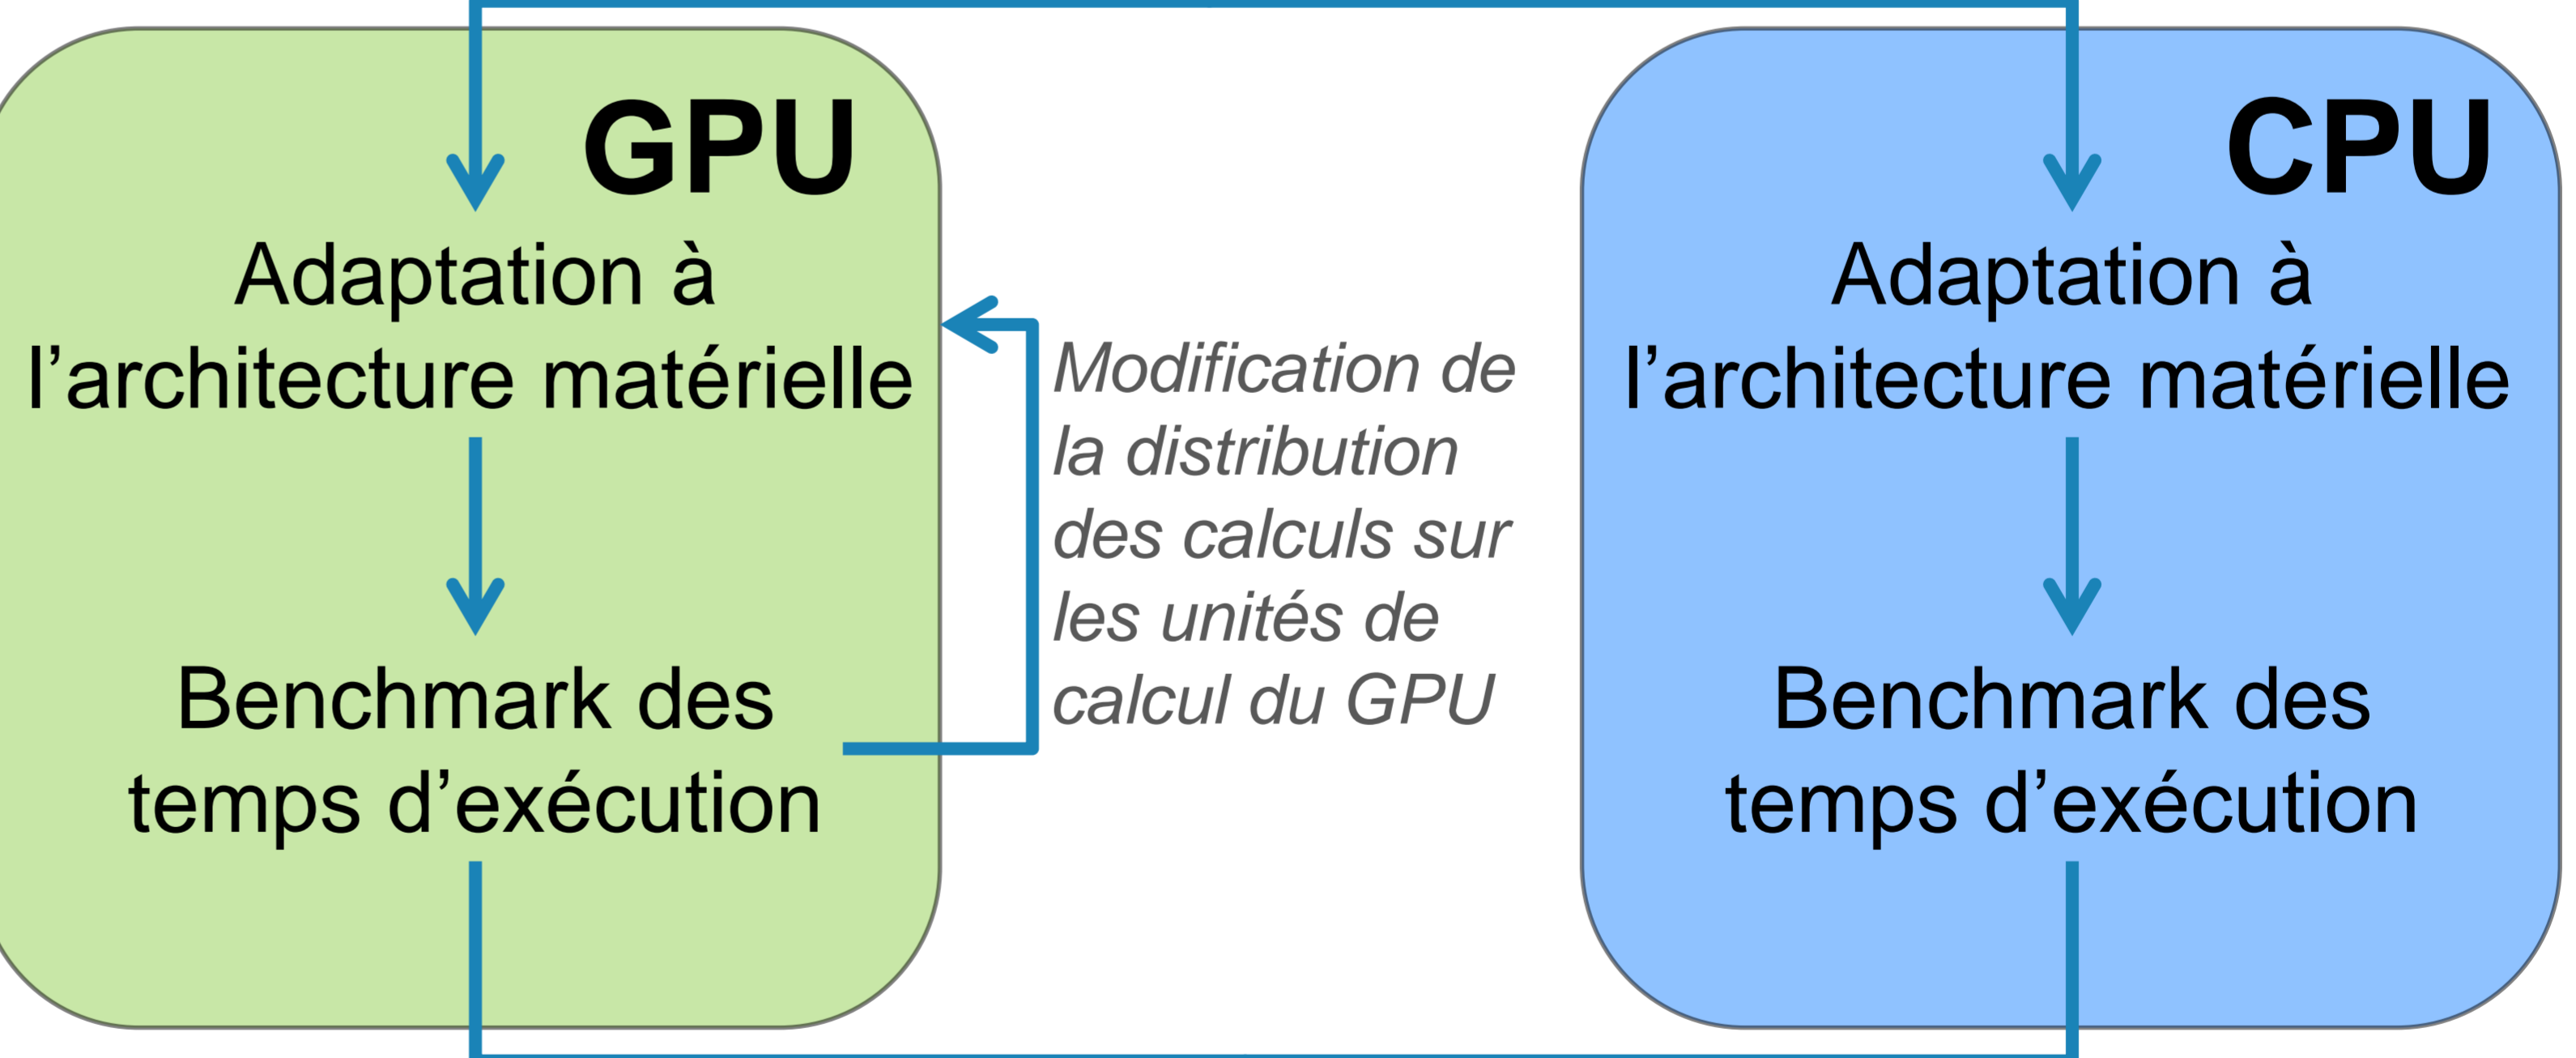 GPU
Adaptation à
l’architecture matérielle
Benchmark des
temps d’exécution
Modification de
la distribution
des calculs sur
les unités de
calcul du GPU
CPU
Adaptation à
l’architecture matérielle
Benchmark des
temps d’exécution